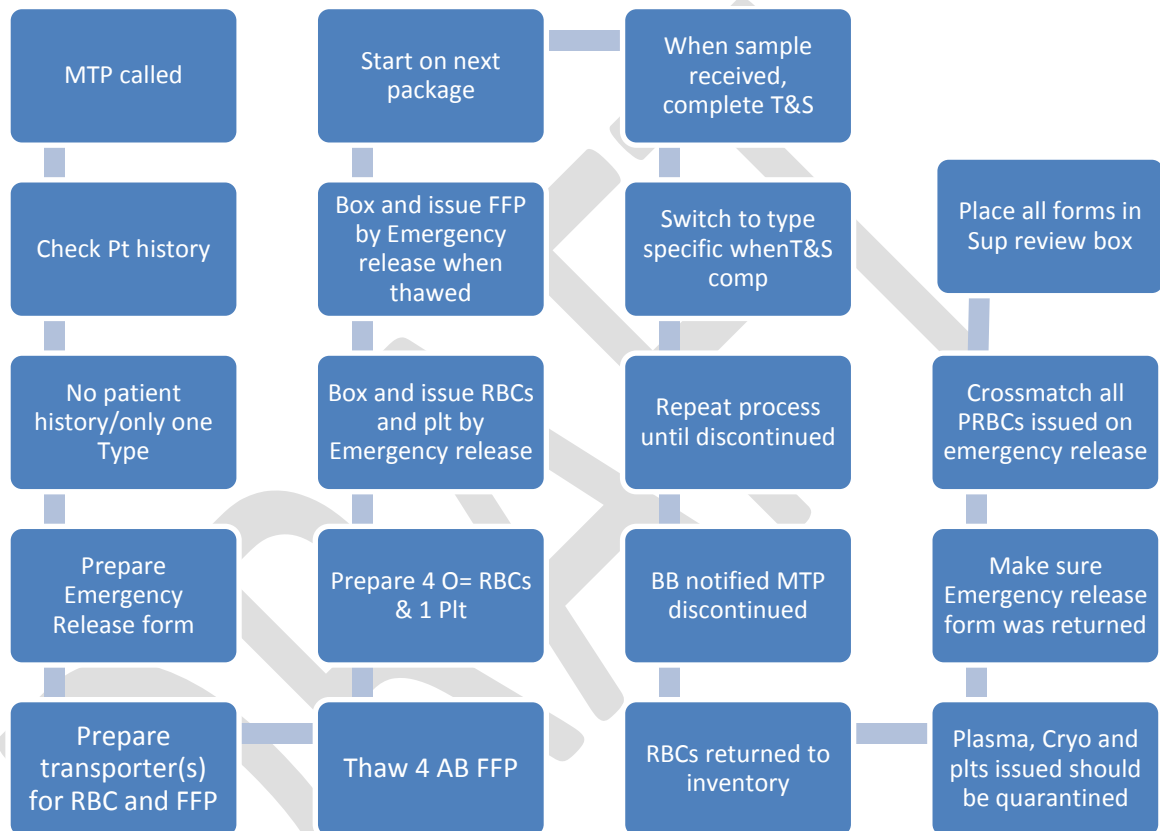 MTP called
Check Pt history
No patient
history/only one
Type
Prepare
Emergency
Release form
Prepare
transporter(s)
for RBC and FFP
Thaw 4 AB FFP
Prepare 4 O= RBCs
& 1 Plt
Box and issue RBCs
and plt by
Emergency release
Box and issue FFP
by Emergency
release when
thawed
Start on next
package
When sample
received,
complete T&S
Switch to type
specific whenT&S
comp
Repeat process
until discontinued
BB notified MTP
discontinued
RBCs returned to
inventory
Plasma, Cryo and
plts issued should
be quarantined
Make sure
Emergency release
form was returned
Crossmatch all
PRBCs issued on
emergency release
Place all forms in
Sup review box